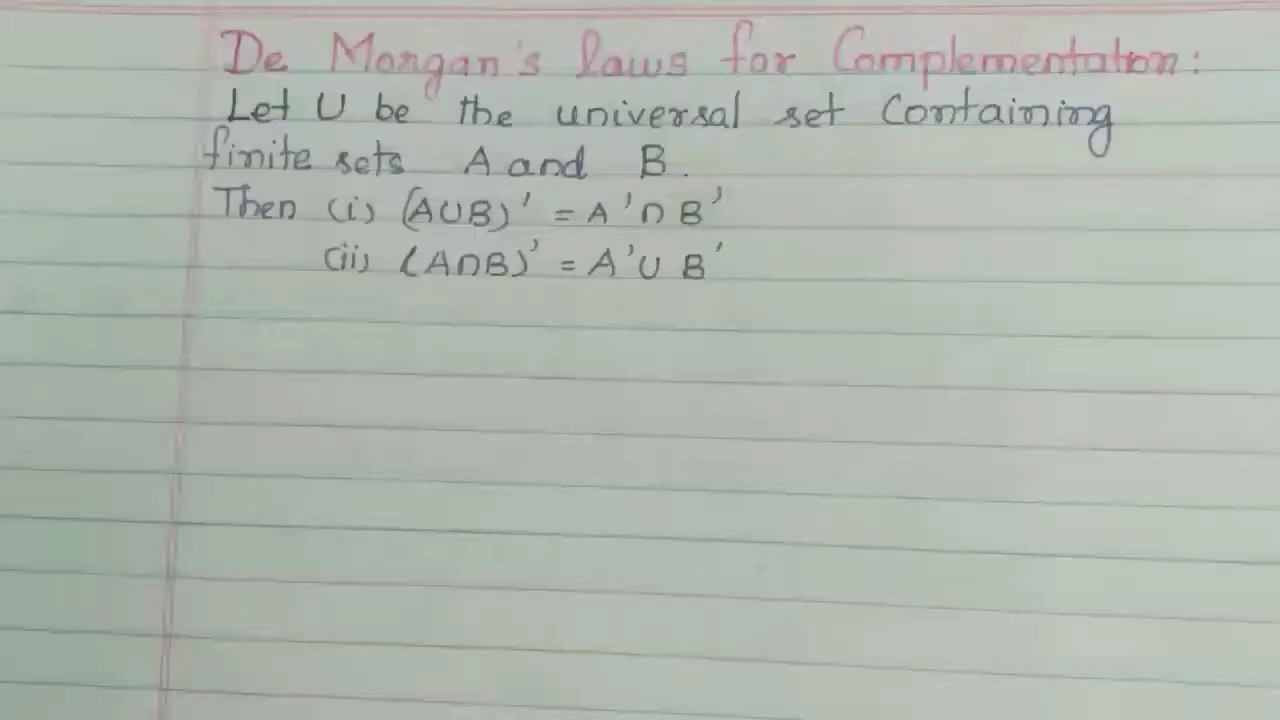 De Morgan's laws for Complementation:
Let U be the universal set Containing
finite sets A and B.
Then (i) (A∪B)' = A'∩ B'
(ii) (A∩B)' = A'∪ B'